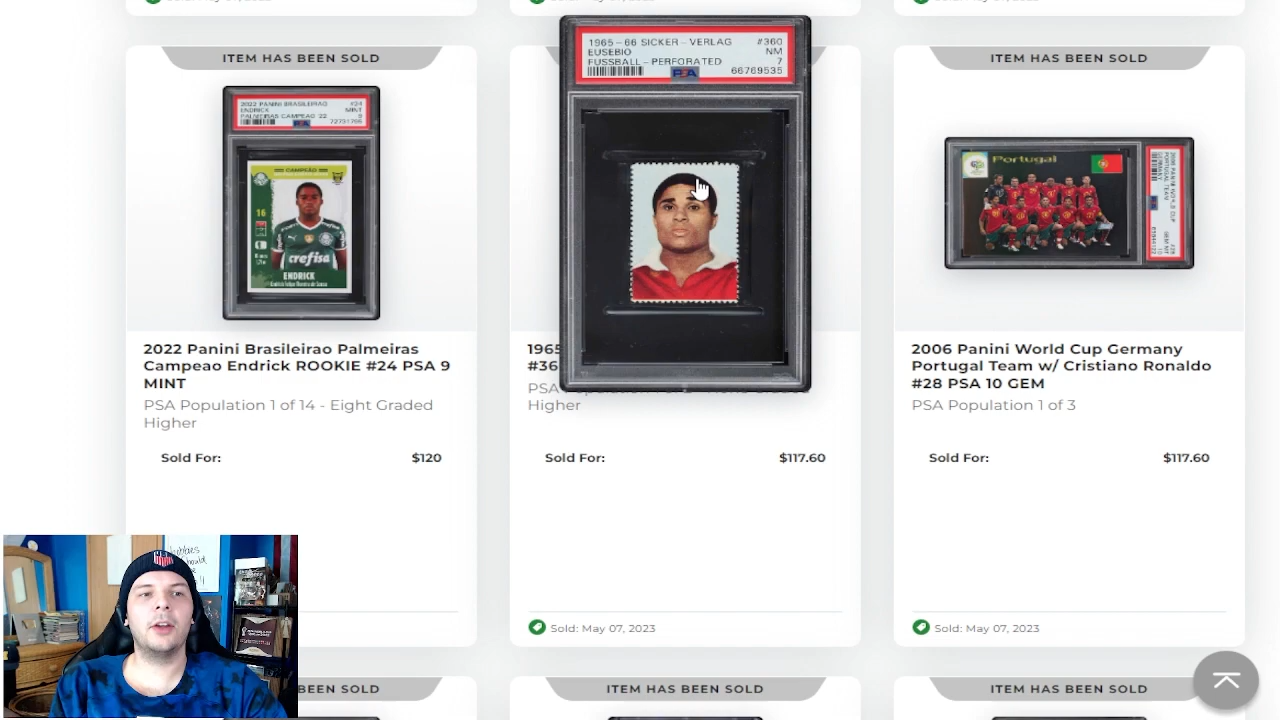 ITEM HAS BEEN SOLD
2022 PANINI BRASILEIRAO #24
ENDRICK MINT
PALMEIRAS CAMPEAO '22 9
72731795
CAMPEÃO
16
crefisa
ENDRICK
2022 Panini Brasileirao Palmeiras
Campeao Endrick ROOKIE #24 PSA 9
MINT
PSA Population 1 of 14 - Eight Graded
Higher
Sold For: $120
1965-66 SICKER-VERLAG #360
EUSEBIO NM
FUSSBALL-PERFORATED 7
PSA 66769535
1965
#36
PSA
Higher
Sold For: $117.60
Sold: May 07, 2023
ITEM HAS BEEN SOLD
Portugal
2006 Panini World Cup Germany
Portugal Team w/ Cristiano Ronaldo
#28 PSA 10 GEM
PSA Population 1 of 3
Sold For: $117.60
Sold: May 07, 2023
BEEN SOLD
ITEM HAS BEEN SOLD
ITEM HAS BEEN SOLD